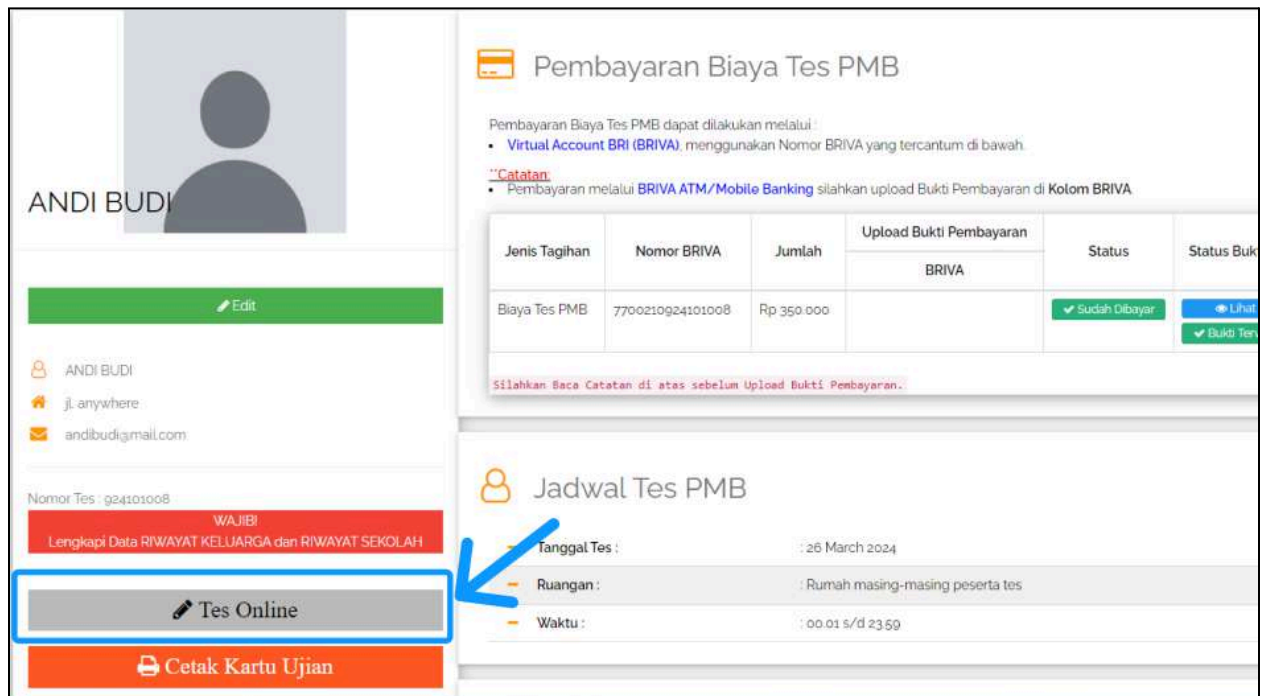 ANDI BUDI
Edit
ANDI BUDI
jl. anywhere
andibudi@mail.com
Nomor Tes : 924101008
WAJIB!
Lengkapi Data RIWAYAT KELUARGA dan RIWAYAT SEKOLAH
Tes Online
Cetak Kartu Ujian
Pembayaran Biaya Tes PMB
Pembayaran Biaya Tes PMB dapat dilakukan melalui :
• Virtual Account BRI (BRIVA), menggunakan Nomor BRIVA yang tercantum di bawah.
**Catatan:
• Pembayaran melalui BRIVA ATM/Mobile Banking silahkan upload Bukti Pembayaran di Kolom BRIVA
Jenis Tagihan Nomor BRIVA Jumlah Upload Bukti Pembayaran Status Status Buk
BRIVA
Biaya Tes PMB 7700210924101008 Rp 350.000 Sudah Dibayar Lihat
Bukti Ter
Silahkan Baca Catatan di atas sebelum Upload Bukti Pembayaran.
Jadwal Tes PMB
Tanggal Tes : : 26 March 2024
Ruangan : : Rumah masing-masing peserta tes
Waktu : : 00.01 s/d 23.59